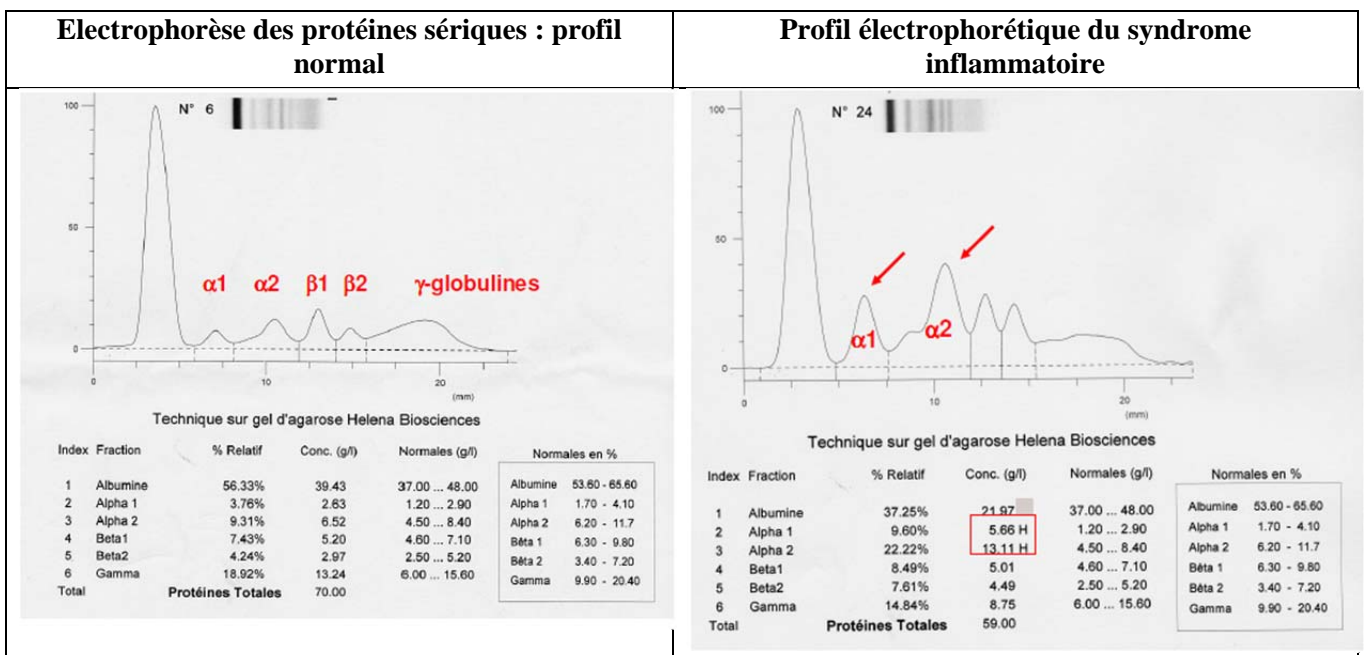 Electrophorèse des protéines sériques : profil
normal
Profil électrophorétique du syndrome
inflammatoire
100
N° 6
50
α1 α2 β1 β2 γ-globulines
0
0 10 20
(mm)
Technique sur gel d'agarose Helena Biosciences
Index Fraction % Relatif Conc. (g/l) Normales (g/l) Normales en %
1 Albumine 56.33% 39.43 37.00 ... 48.00 Albumine 53.60 - 65.60
2 Alpha 1 3.76% 2.63 1.20 ... 2.90 Alpha 1 1.70 - 4.10
3 Alpha 2 9.31% 6.52 4.50 ... 8.40 Alpha 2 6.20 - 11.7
4 Beta1 7.43% 5.20 4.60 ... 7.10 Bêta 1 6.30 - 9.80
5 Beta2 4.24% 2.97 2.50 ... 5.20 Bêta 2 3.40 - 7.20
6 Gamma 18.92% 13.24 6.00 ... 15.60 Gamma 9.90 - 20.40
Total Protéines Totales 70.00
100
N° 24
50
α1 α2
0
0 10 20
(mm)
Technique sur gel d'agarose Helena Biosciences
Index Fraction % Relatif Conc. (g/l) Normales (g/l) Normales en %
1 Albumine 37.25% 21.97 37.00 ... 48.00 Albumine 53.60 - 65.60
2 Alpha 1 9.60% 5.66 H 1.20 ... 2.90 Alpha 1 1.70 - 4.10
3 Alpha 2 22.22% 13.11 H 4.50 ... 8.40 Alpha 2 6.20 - 11.7
4 Beta1 8.49% 5.01 4.60 ... 7.10 Bêta 1 6.30 - 9.80
5 Beta2 7.61% 4.49 2.50 ... 5.20 Bêta 2 3.40 - 7.20
6 Gamma 14.84% 8.75 6.00 ... 15.60 Gamma 9.90 - 20.40
Total Protéines Totales 59.00